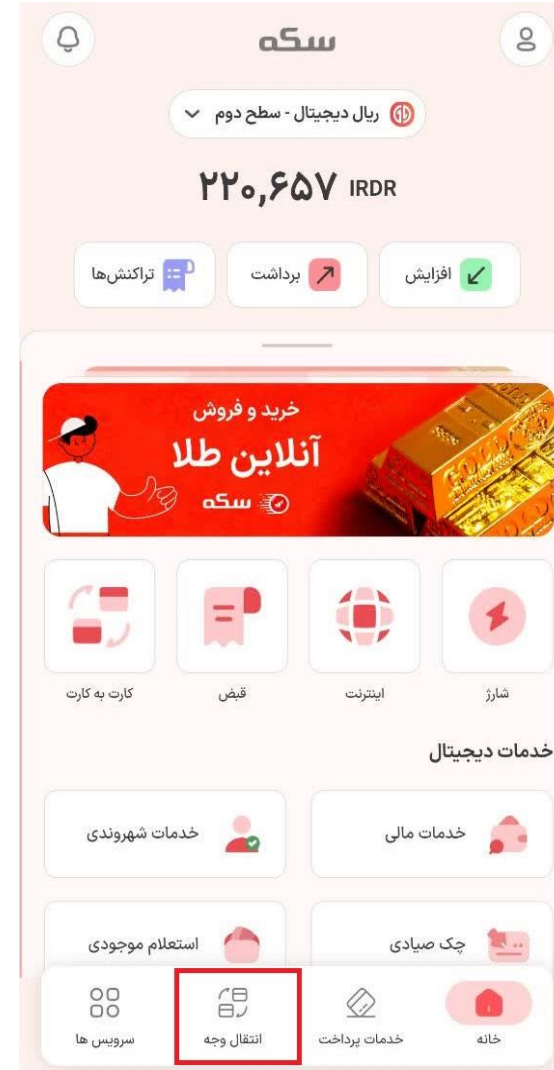 سکه
ریال دیجیتال - سطح دوم
۲۲۰,۶۵۷ IRDR
افزایش
برداشت
تراکنش‌ها
خرید و فروش
آنلاین طلا
سکه
شارژ
اینترنت
قبض
کارت به کارت
خدمات دیجیتال
خدمات مالی
خدمات شهروندی
چک صیادی
استعلام موجودی
خانه
خدمات پرداخت
انتقال وجه
سرویس ها